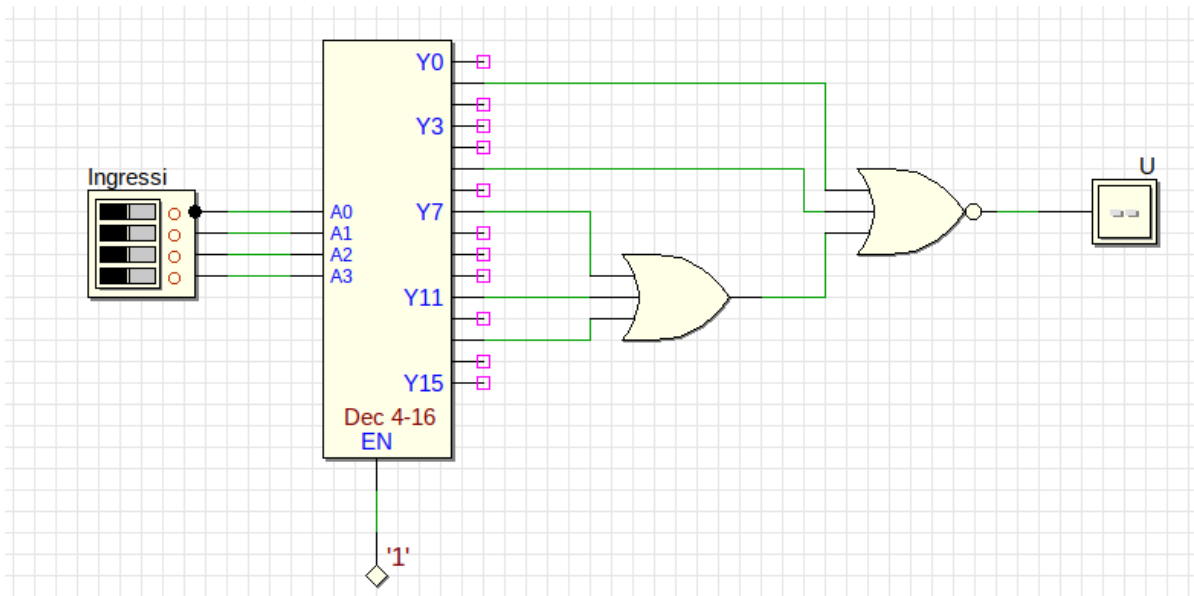 Ingressi
A0
A1
A2
A3
Y0
Y3
Y7
Y11
Y15
Dec 4-16
EN
'1'
U
--